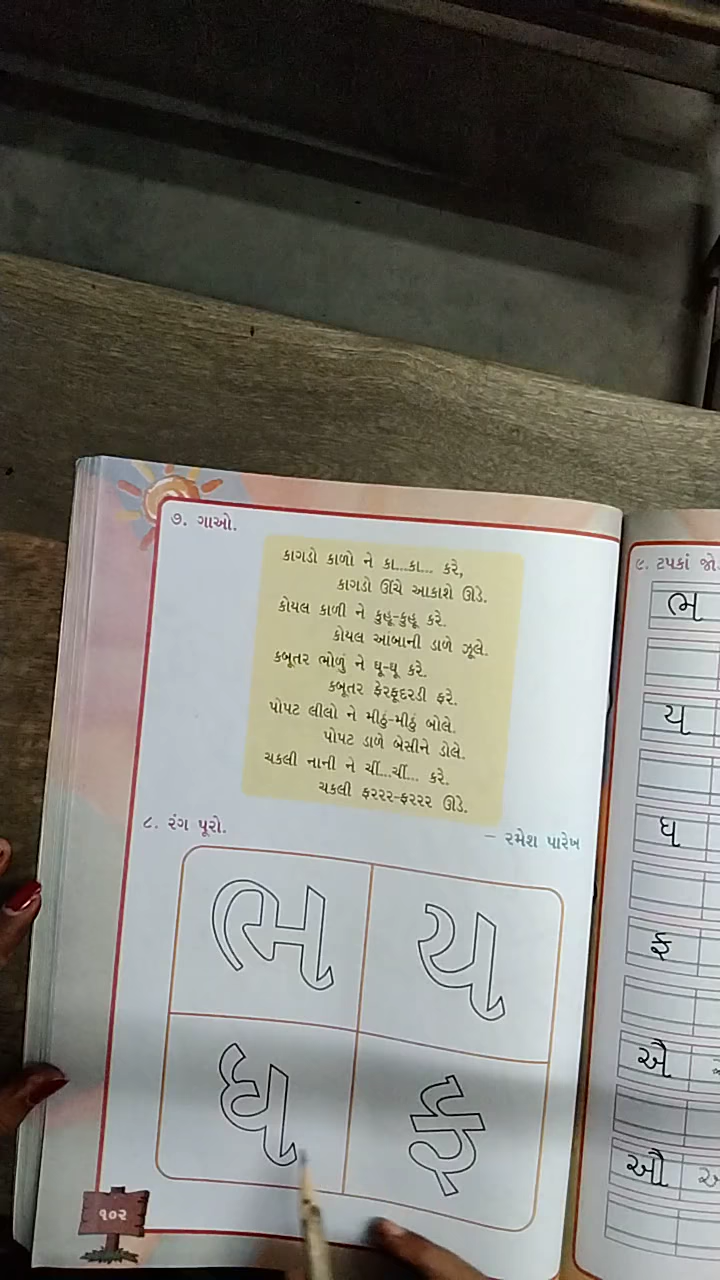 ૭. ગાઓ.
કાગડો કાળો ને કા...કા... કરે,
કાગડો ઊંચે આકાશે ઊડે.
કોયલ કાળી ને કુહૂ-કુહૂ કરે.
કોયલ આંબાની ડાળે ઝૂલે.
કબૂતર ભોળું ને ઘૂ-ઘૂ કરે.
કબૂતર ફેરફૂદરડી ફરે.
પોપટ લીલો ને મીઠું-મીઠું બોલે.
પોપટ ડાળે બેસીને ડોલે.
ચકલી નાની ને ચીં...ચીં... કરે.
ચકલી ફરરર-ફરરર ઊડે.
– રમેશ પારેખ
૮. રંગ પૂરો.
ભ ય
ઘ ફ
૧૦૨
૯. ટપકાં
ભ
ય
ઘ
ફ
ઐ
ઔ